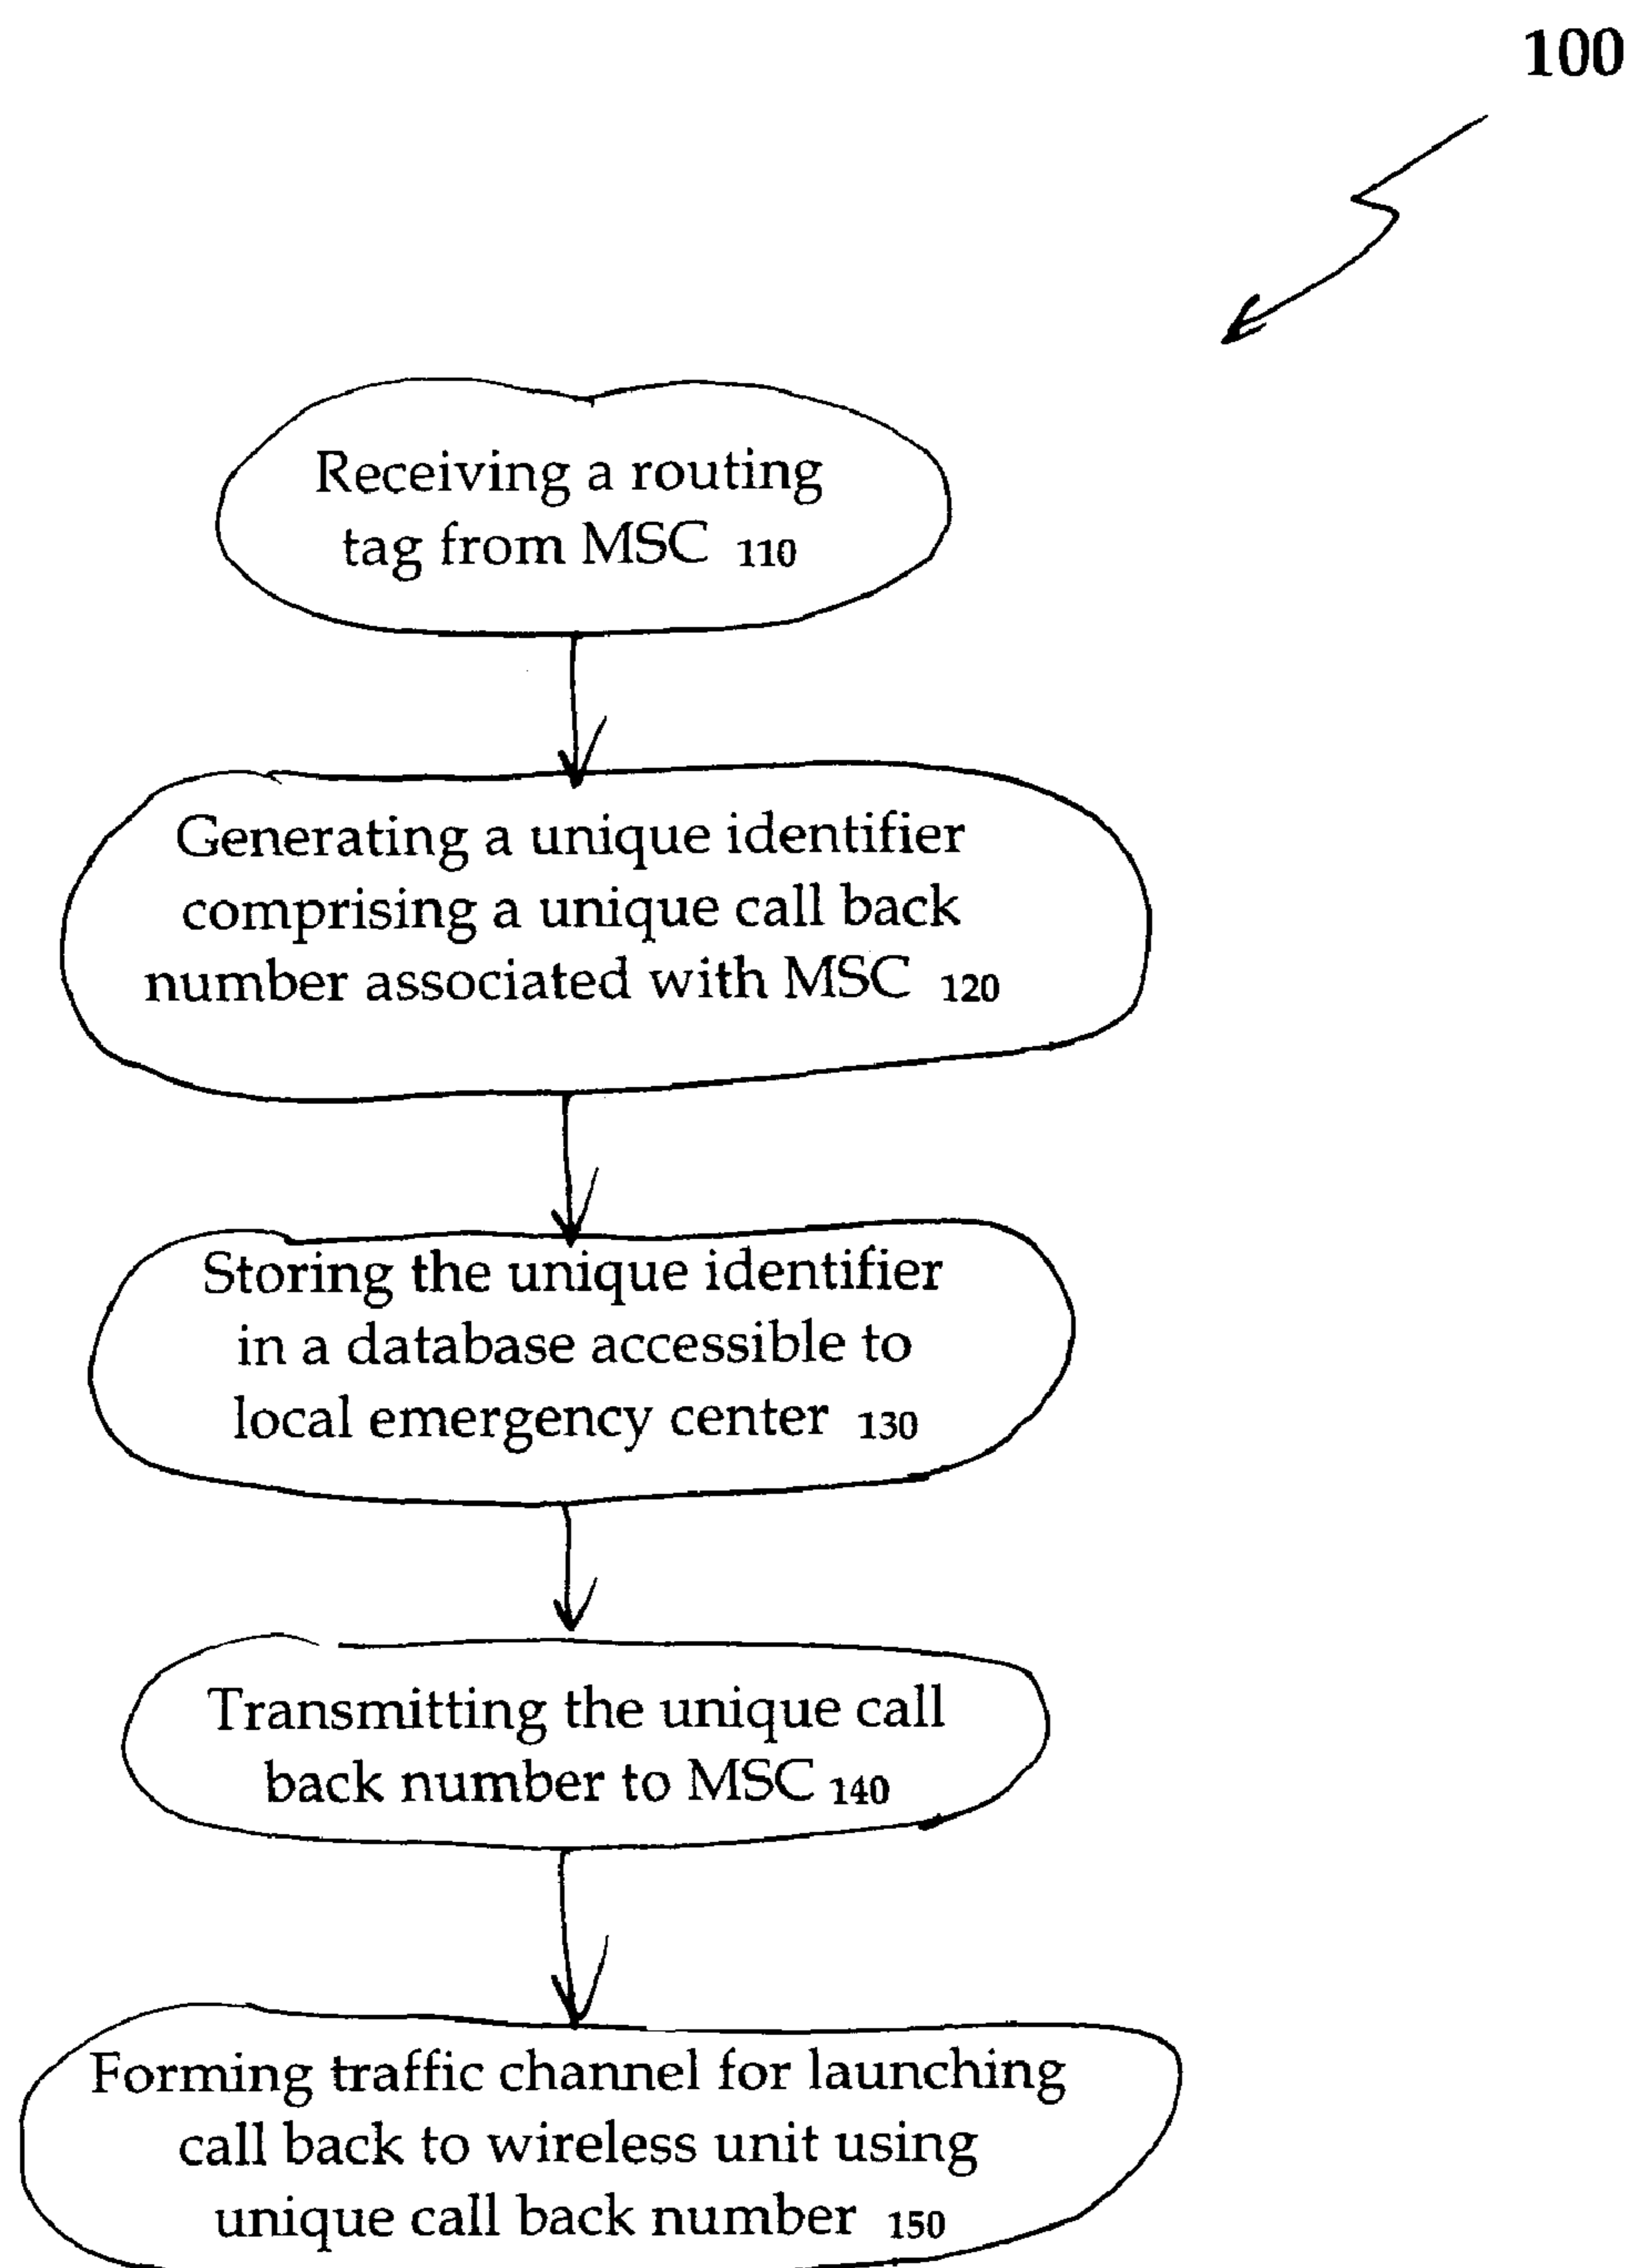 100
Receiving a routing
tag from MSC 110
Generating a unique identifier
comprising a unique call back
number associated with MSC 120
Storing the unique identifier
in a database accessible to
local emergency center 130
Transmitting the unique call
back number to MSC 140
Forming traffic channel for launching
call back to wireless unit using
unique call back number 150